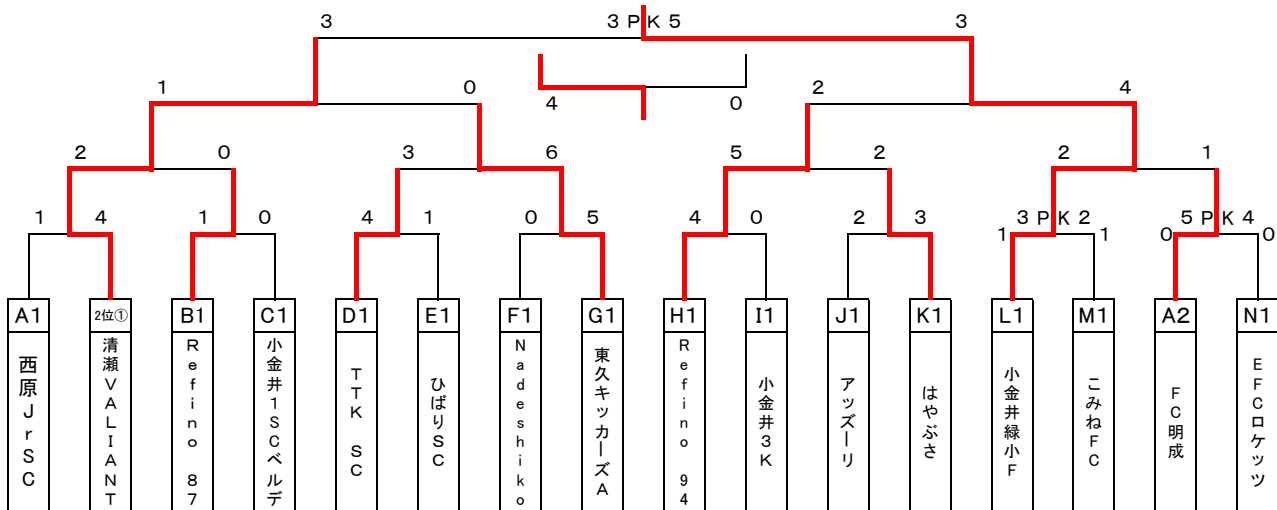 3 3 P K 5 3
1 0 4 0 2 4
2 0 3 6 5 2 2 1
1 4 1 0 4 1 0 5 4 0 2 3 3 P K 2 5 P K 4
1 1 0 0
A1 2位① B1 C1 D1 E1 F1 G1 H1 I1 J1 K1 L1 M1 A2 N1
西原JrSC
清瀬VALIANT
Refino 87
小金井1SCベルデ
TTK SC
ひばりSC
Nadeshiko
東久キッカーズA
Refino 94
小金井3K
アッズーリ
はやぶさ
小金井緑小F
こみねFC
FC明成
EFCロケッツ